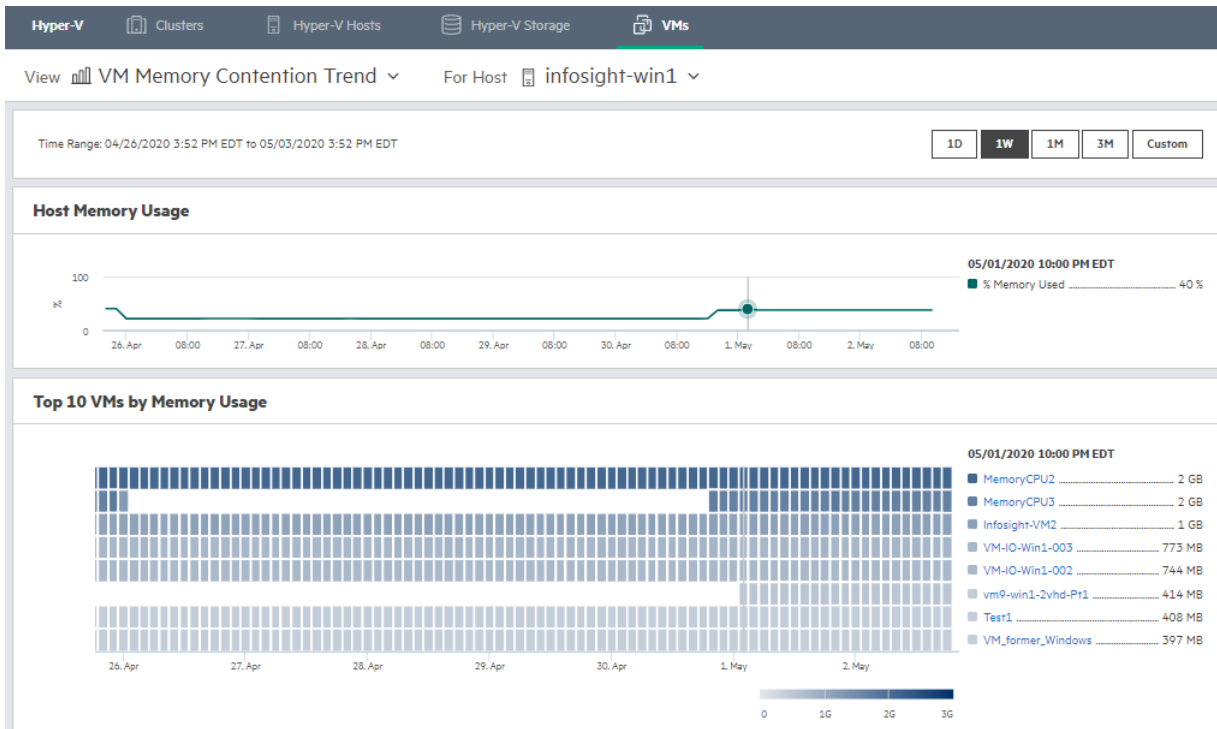 Hyper-V Clusters Hyper-V Hosts Hyper-V Storage VMs
View VM Memory Contention Trend For Host infosight-win1
Time Range: 04/26/2020 3:52 PM EDT to 05/03/2020 3:52 PM EDT 1D 1W 1M 3M Custom
Host Memory Usage
05/01/2020 10:00 PM EDT
% Memory Used 40 %
100
%
0
26. Apr 08:00 27. Apr 08:00 28. Apr 08:00 29. Apr 08:00 30. Apr 08:00 1. May 08:00 2. May 08:00
Top 10 VMs by Memory Usage
05/01/2020 10:00 PM EDT
MemoryCPU2 2 GB
MemoryCPU3 2 GB
Infosight-VM2 1 GB
VM-IO-Win1-003 773 MB
VM-IO-Win1-002 744 MB
vm9-win1-2vhd-Pt1 414 MB
Test1 408 MB
VM_former_Windows 397 MB
26. Apr 27. Apr 28. Apr 29. Apr 30. Apr 1. May 2. May
0 1G 2G 3G